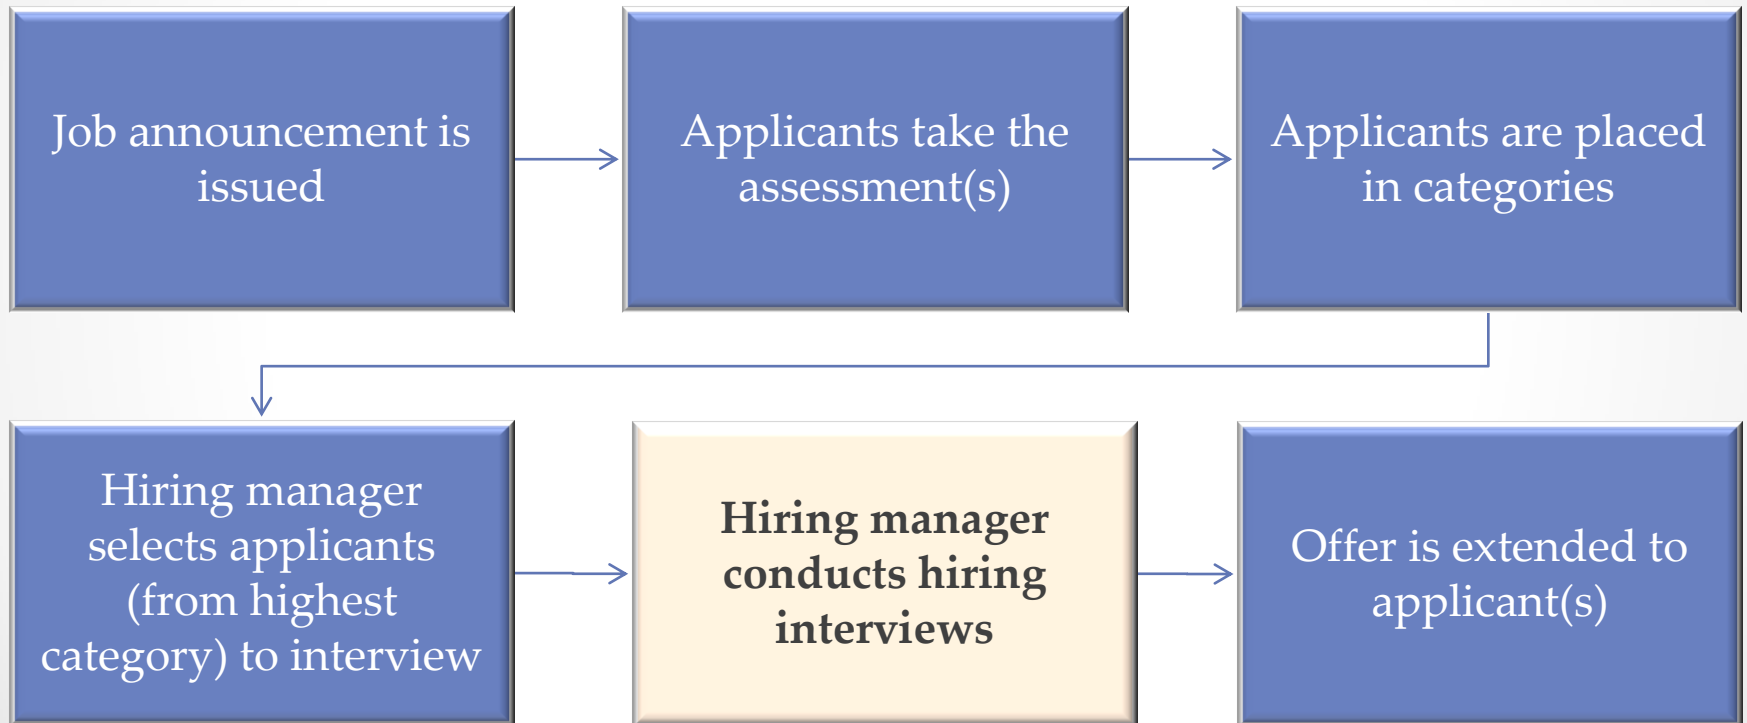 Job announcement is
issued
Applicants take the
assessment(s)
Applicants are placed
in categories
Hiring manager
selects applicants
(from highest
category) to interview
Hiring manager
conducts hiring
interviews
Offer is extended to
applicant(s)